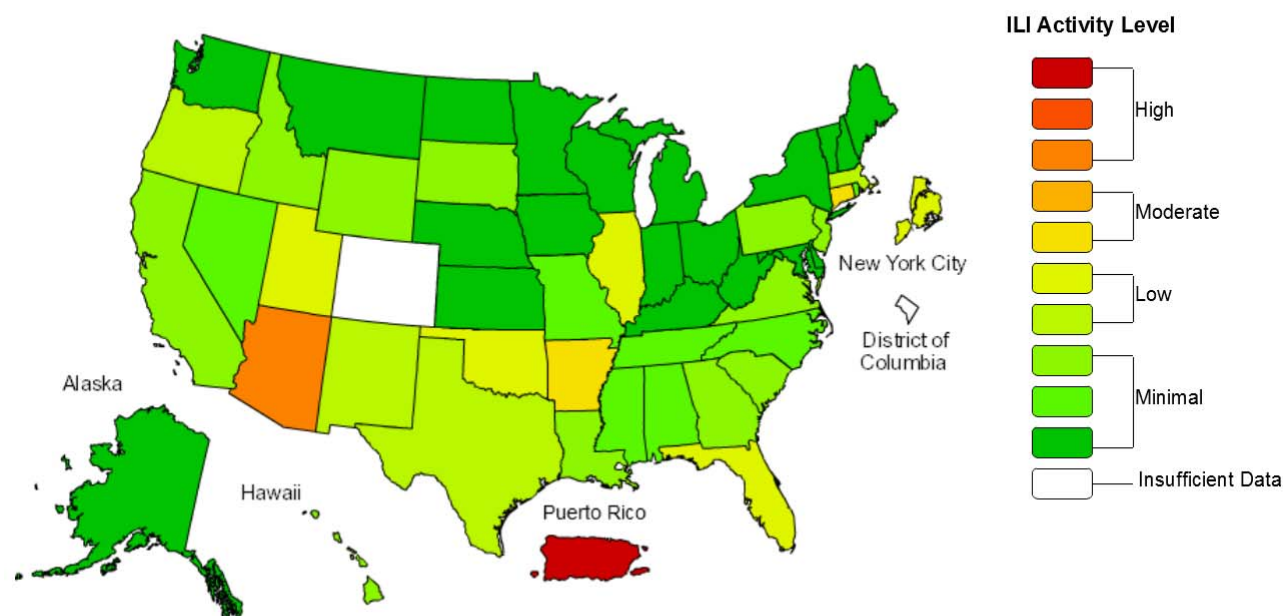 ILI Activity Level
High
Moderate
Low
Minimal
Insufficient Data
New York City
District of
Columbia
Alaska
Hawaii
Puerto Rico